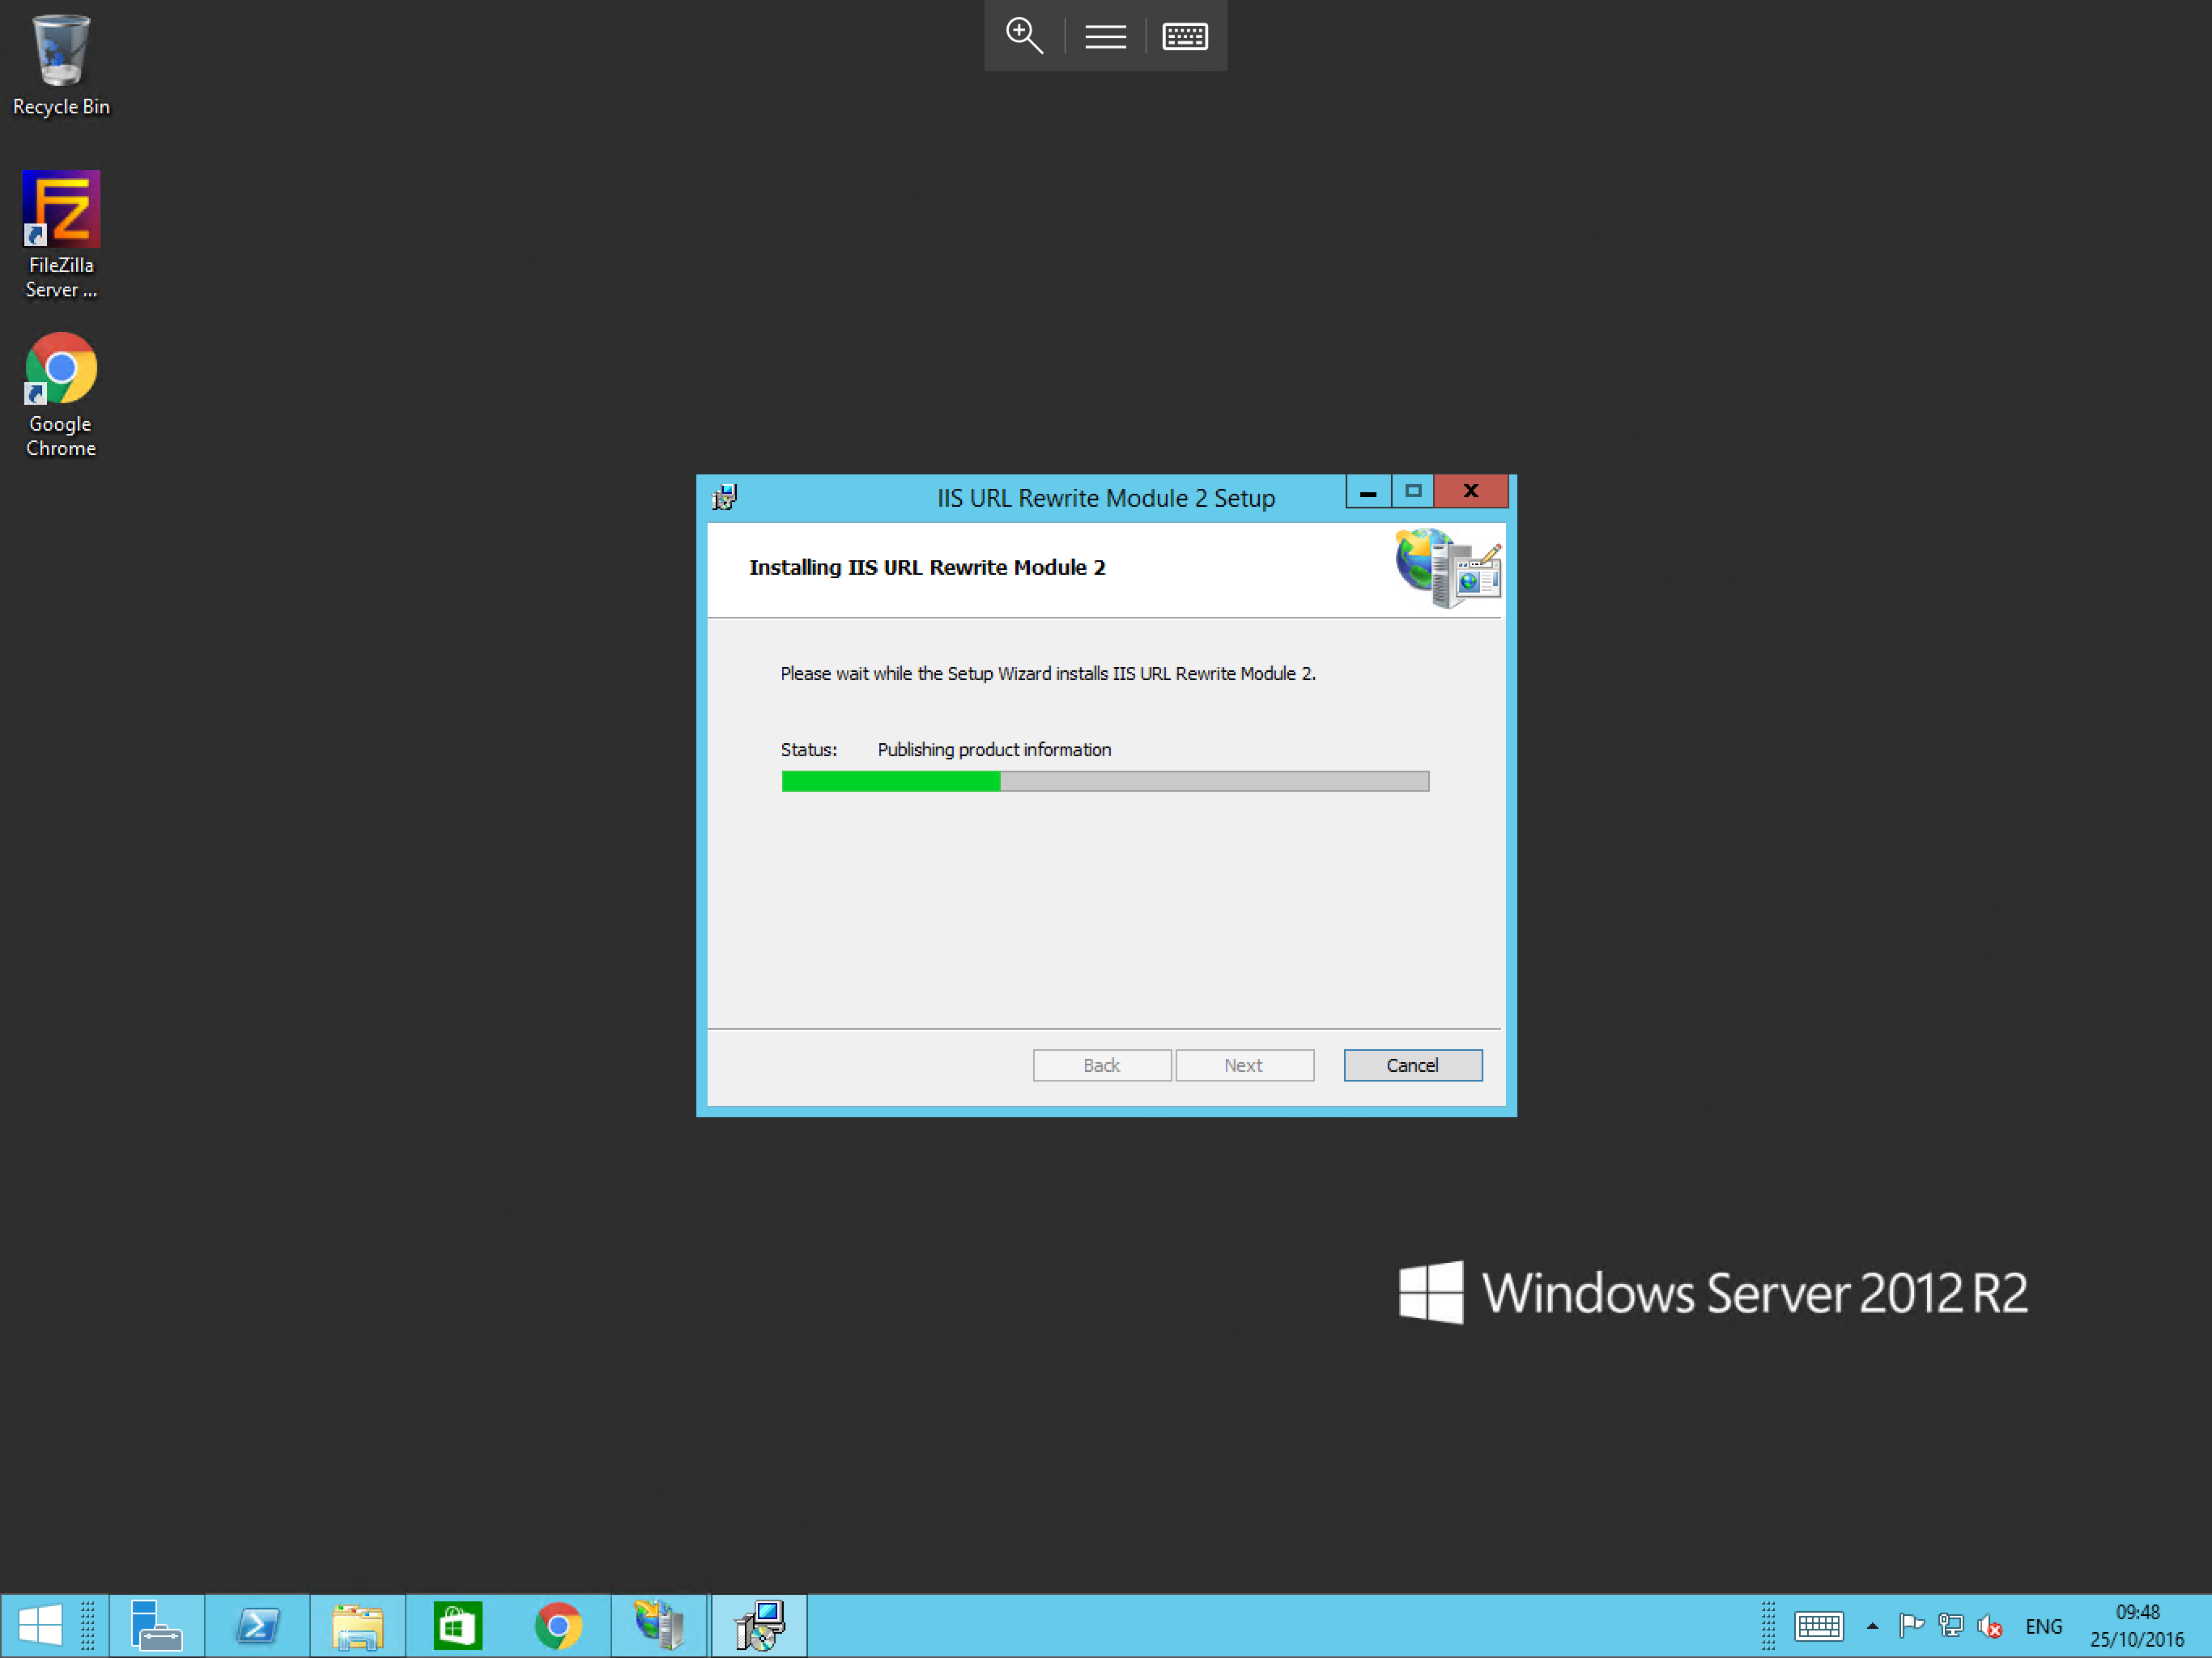 Recycle Bin
FileZilla
Server ...
Google
Chrome
IIS URL Rewrite Module 2 Setup
Installing IIS URL Rewrite Module 2
Please wait while the Setup Wizard installs IIS URL Rewrite Module 2.
Status: Publishing product information
Back Next Cancel
Windows Server 2012 R2
ENG
09:48
25/10/2016